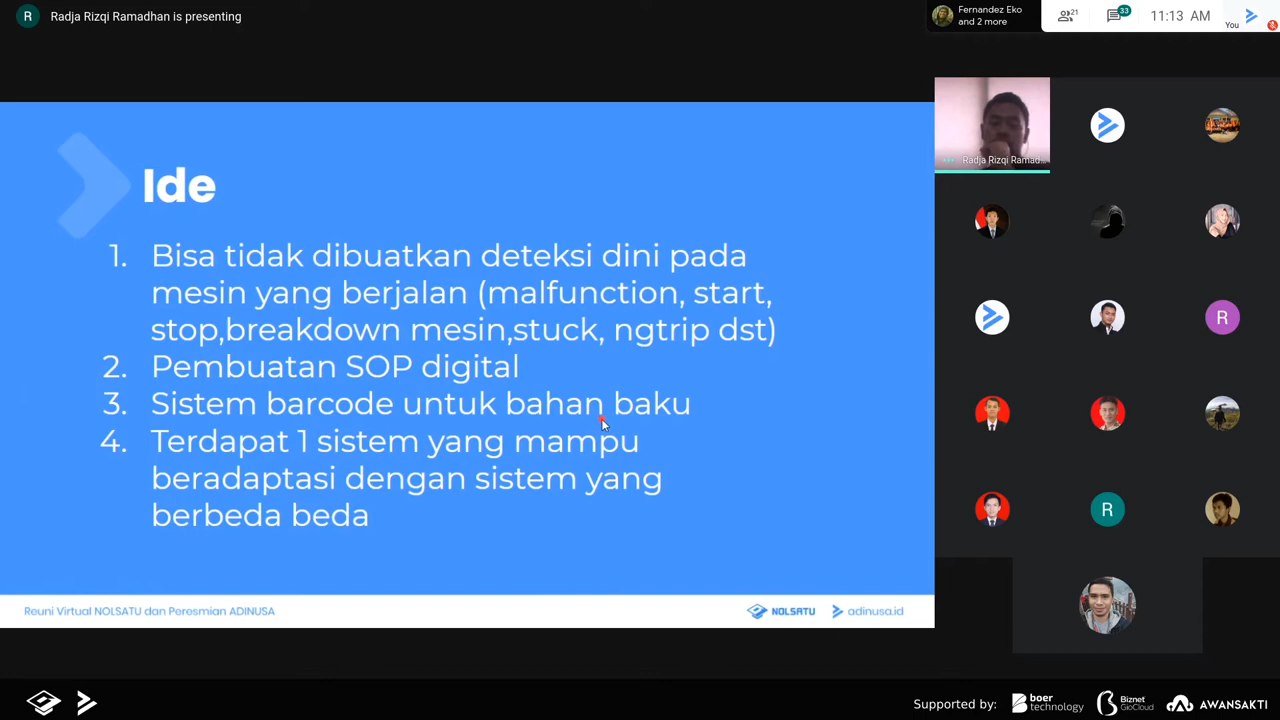 R
Radja Rizqi Ramadhan is presenting
Fernandez Eko
and 2 more
21
33
11:13 AM
You
Ide
1. Bisa tidak dibuatkan deteksi dini pada
mesin yang berjalan (malfunction, start,
stop,breakdown mesin,stuck, ngtrip dst)
2. Pembuatan SOP digital
3. Sistem barcode untuk bahan baku
4. Terdapat 1 sistem yang mampu
beradaptasi dengan sistem yang
berbeda beda
Reuni Virtual NOLSATU dan Peresmian ADINUSA
NOLSATU
adinusa.id
Radja Rizqi Ramad...
R
R
Supported by:
boer
technology
Biznet
GioCloud
AWANSAKTI